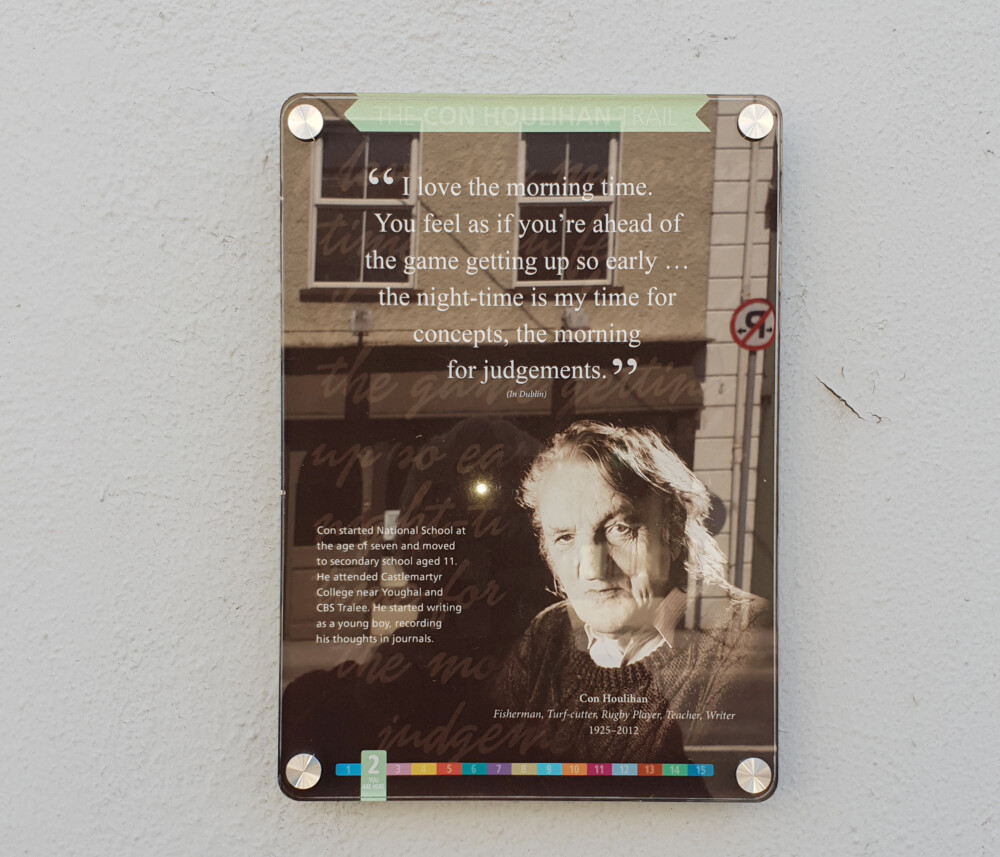 THE CON HOULIHAN TRAIL
“ I love the morning time.
You feel as if you’re ahead of
the game getting up so early …
the night-time is my time for
concepts, the morning
for judgements. ”
(In Dublin)
Con started National School at
the age of seven and moved
to secondary school aged 11.
He attended Castlemartyr
College near Youghal and
CBS Tralee. He started writing
as a young boy, recording
his thoughts in journals.
Con Houlihan
Fisherman, Turf-cutter, Rugby Player, Teacher, Writer
1925–2012
1 2 3 4 5 6 7 8 9 10 11 12 13 14 15
YOU
ARE HERE